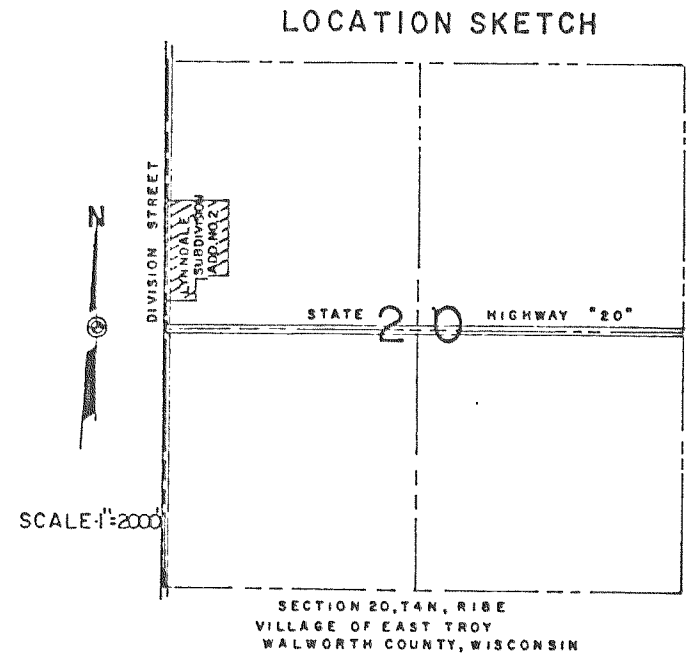 LOCATION SKETCH
DIVISION STREET
N
LYNNDALE
SUBDIVISION
ADD. NO. 2
STATE 20 HIGHWAY "20"
SCALE-1"=2000'
SECTION 20, T4N, R18E
VILLAGE OF EAST TROY
WALWORTH COUNTY, WISCONSIN